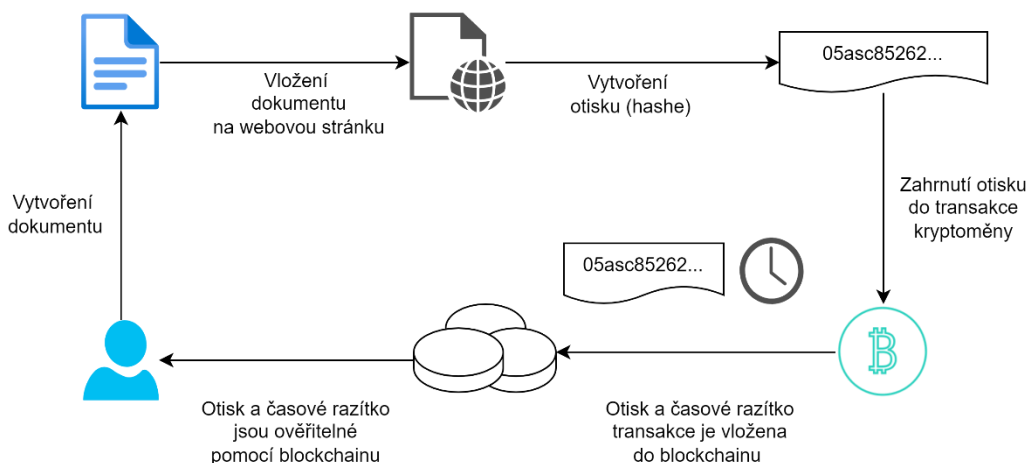 05asc85262...
Vložení
dokumentu
na webovou stránku
Vytvoření
otisku (hashe)
Vytvoření
dokumentu
Zahrnutí otisku
do transakce
kryptoměny
05asc85262...
Otisk a časové razítko
jsou ověřitelné
pomocí blockchainu
Otisk a časové razítko
transakce je vložena
do blockchainu